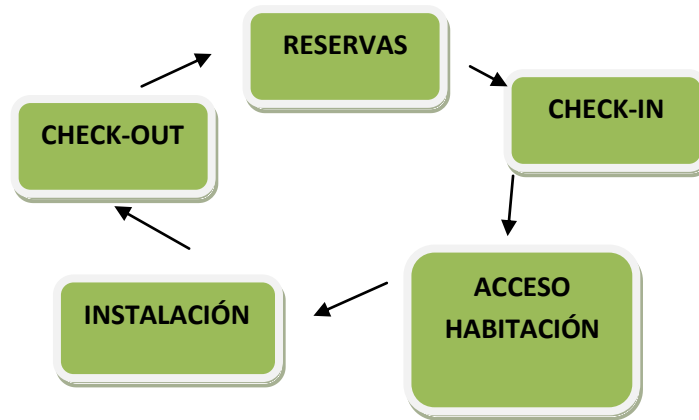 RESERVAS
CHECK-IN
CHECK-OUT
ACCESO
HABITACIÓN
INSTALACIÓN